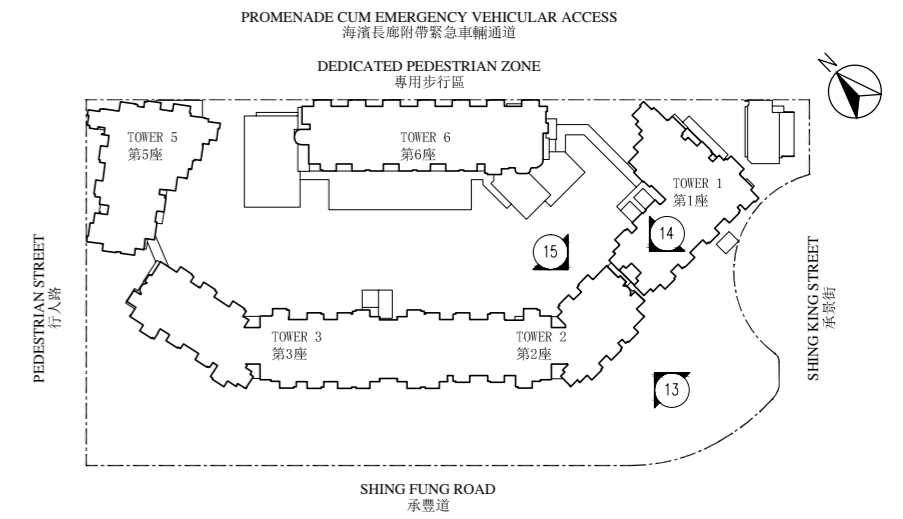 PROMENADE CUM EMERGENCY VEHICULAR ACCESS
海濱長廊附帶緊急車輛通道
DEDICATED PEDESTRIAN ZONE
專用步行區
N
TOWER 5
第5座
TOWER 6
第6座
TOWER 1
第1座
14
15
PEDESTRIAN STREET
行人路
TOWER 3
第3座
TOWER 2
第2座
SHING KING STREET
承景街
13
SHING FUNG ROAD
承豐道